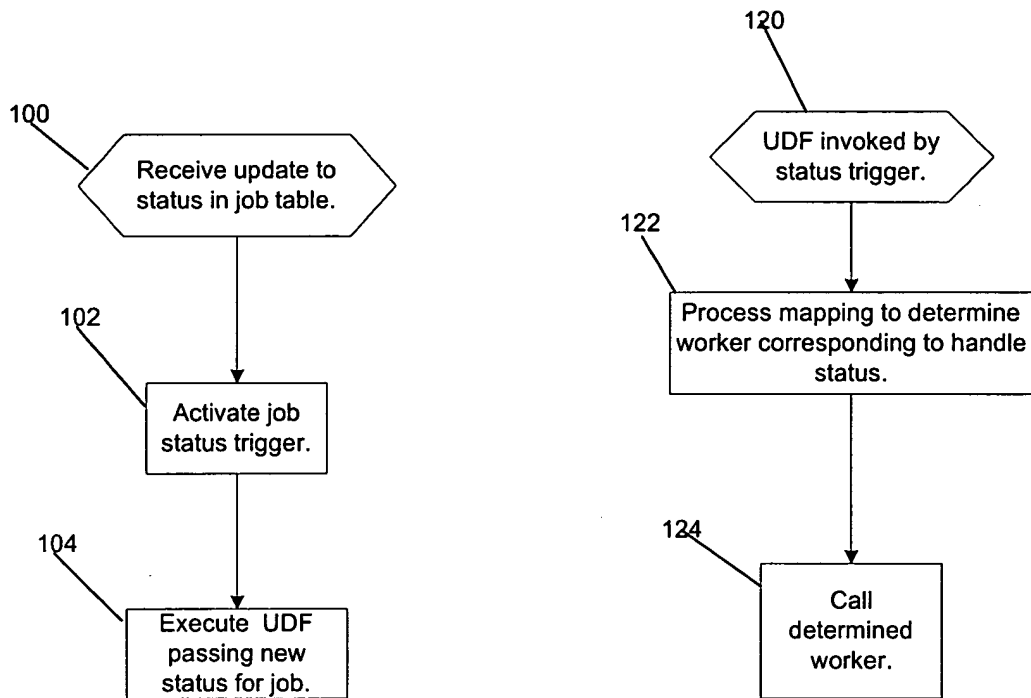 100
Receive update to
status in job table.
102
Activate job
status trigger.
104
Execute UDF
passing new
status for job.
120
UDF invoked by
status trigger.
122
Process mapping to determine
worker corresponding to handle
status.
124
Call
determined
worker.